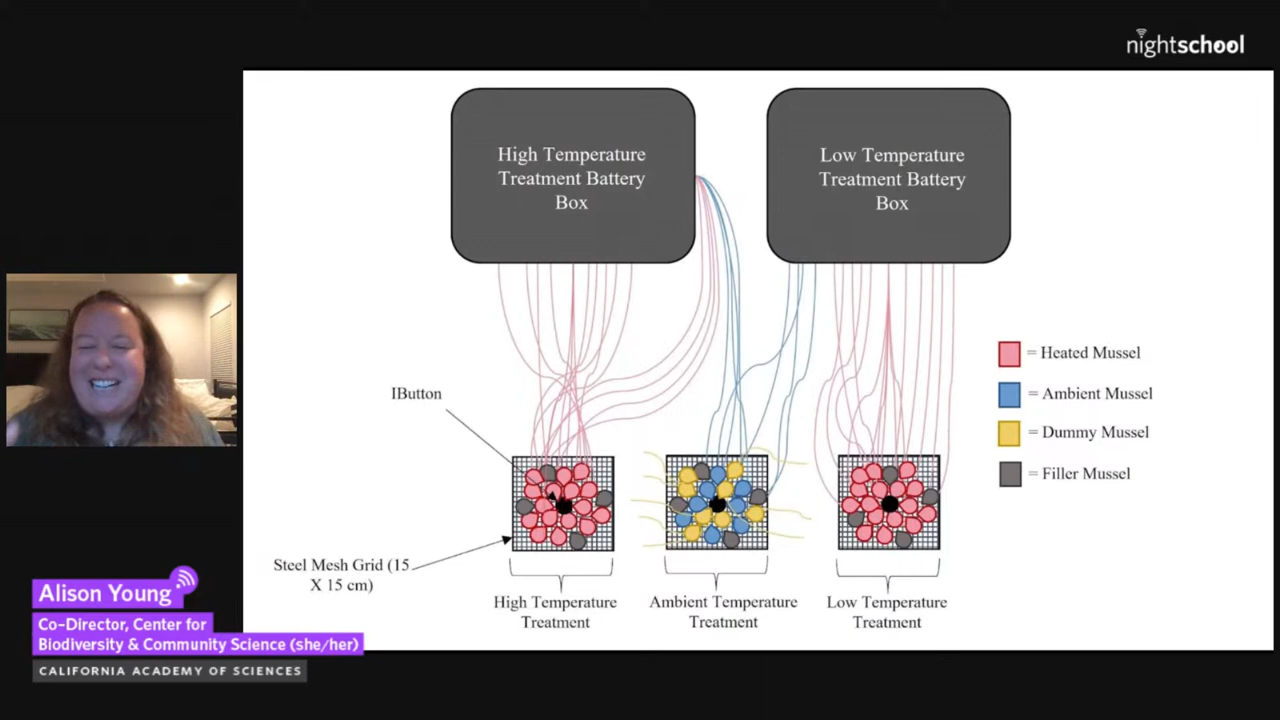 nightschool
High Temperature
Treatment Battery
Box
Low Temperature
Treatment Battery
Box
= Heated Mussel
= Ambient Mussel
= Dummy Mussel
= Filler Mussel
IButton
Steel Mesh Grid (15
X 15 cm)
High Temperature
Treatment
Ambient Temperature
Treatment
Low Temperature
Treatment
Alison Young
Co-Director, Center for
Biodiversity & Community Science (she/her)
CALIFORNIA ACADEMY OF SCIENCES